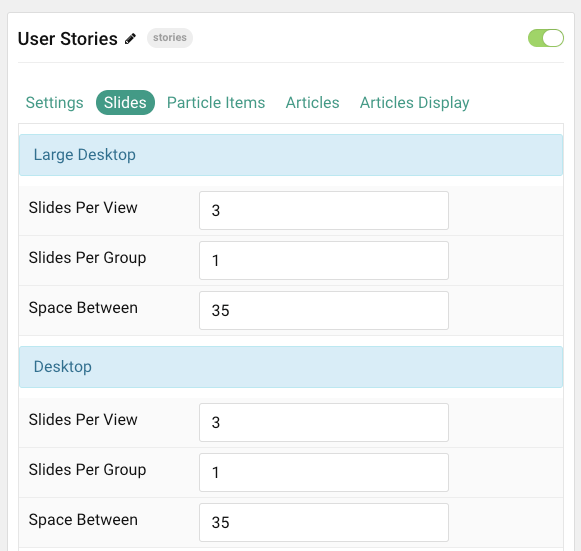 User Stories stories
Settings Slides Particle Items Articles Articles Display
Large Desktop
Slides Per View 3
Slides Per Group 1
Space Between 35
Desktop
Slides Per View 3
Slides Per Group 1
Space Between 35